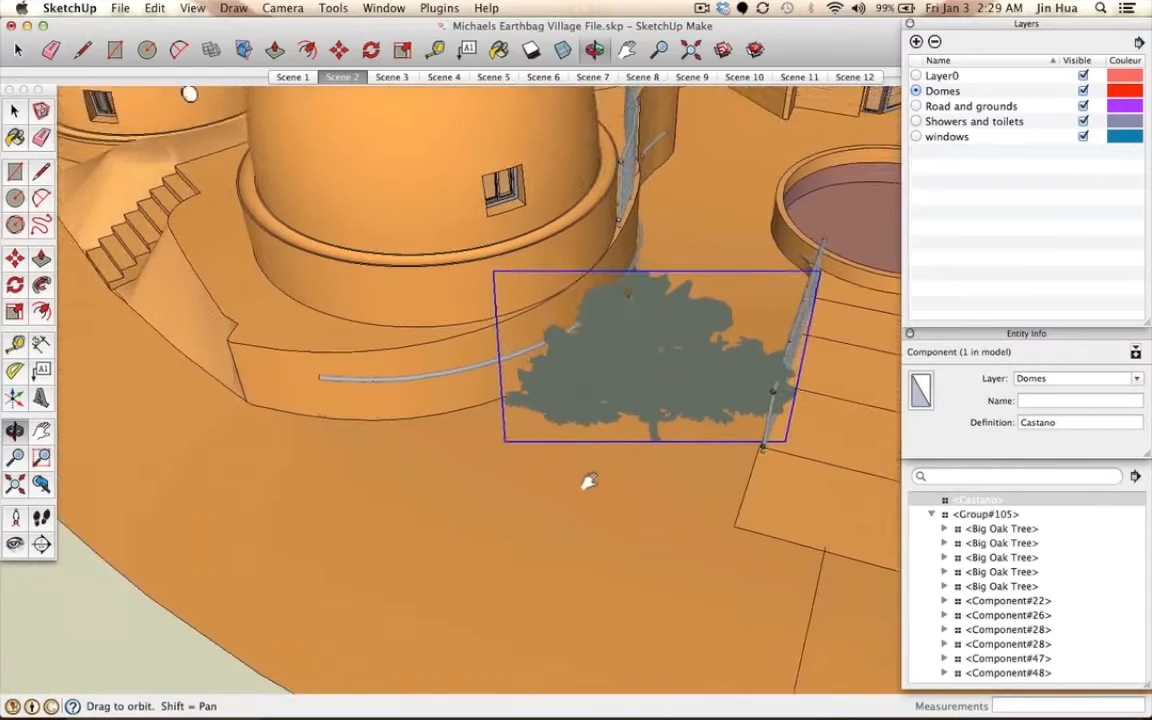 SketchUp File Edit View Draw Camera Tools Window Plugins Help 99% Fri Jan 3 2:29 AM Jin Hua
Michaels Earthbag Village File.skp - SketchUp Make
Scene 1 Scene 2 Scene 3 Scene 4 Scene 5 Scene 6 Scene 7 Scene 8 Scene 9 Scene 10 Scene 11 Scene 12
Layers
Name Visible Couleur
Layer0
Domes
Road and grounds
Showers and toilets
windows
Entity Info
Component (1 in model)
Layer: Domes
Name:
Definition: Castano
<Castano>
<Group#105>
<Big Oak Tree>
<Big Oak Tree>
<Big Oak Tree>
<Big Oak Tree>
<Big Oak Tree>
<Component#22>
<Component#26>
<Component#28>
<Component#28>
<Component#47>
<Component#48>
Drag to orbit. Shift = Pan
Measurements